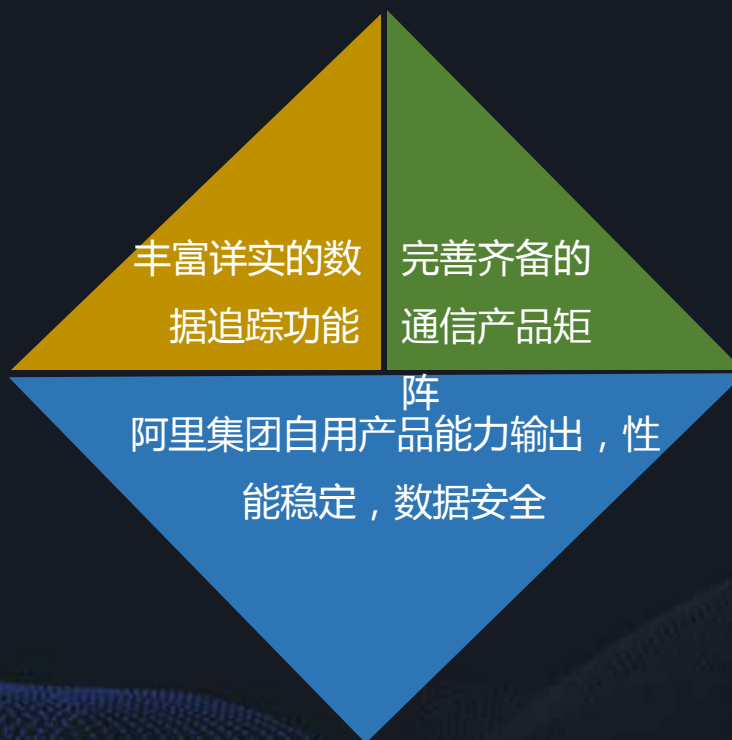 丰富详实的数
据追踪功能
完善齐备的
通信产品矩
阵
阿里集团自用产品能力输出，性
能稳定，数据安全